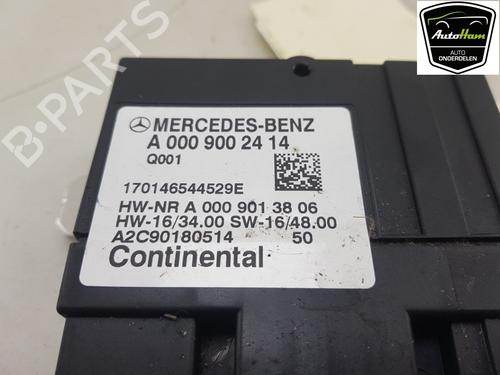 AutoHam
AUTO
ONDERDELEN
B-PARTS
MERCEDES-BENZ
A 000 900 24 14
Q001
170146544529E
HW-NR A 000 901 38 06
HW-16/34.00 SW-16/48.00
A2C90180514 50
Continental